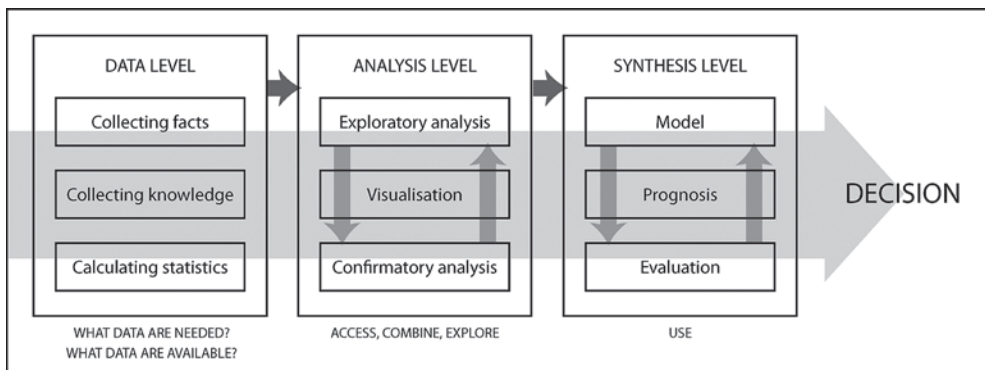 DATA LEVEL
Collecting facts
Collecting knowledge
Calculating statistics
WHAT DATA ARE NEEDED?
WHAT DATA ARE AVAILABLE?
ANALYSIS LEVEL
Exploratory analysis
Visualisation
Confirmatory analysis
ACCESS, COMBINE, EXPLORE
SYNTHESIS LEVEL
Model
Prognosis
Evaluation
USE
DECISION